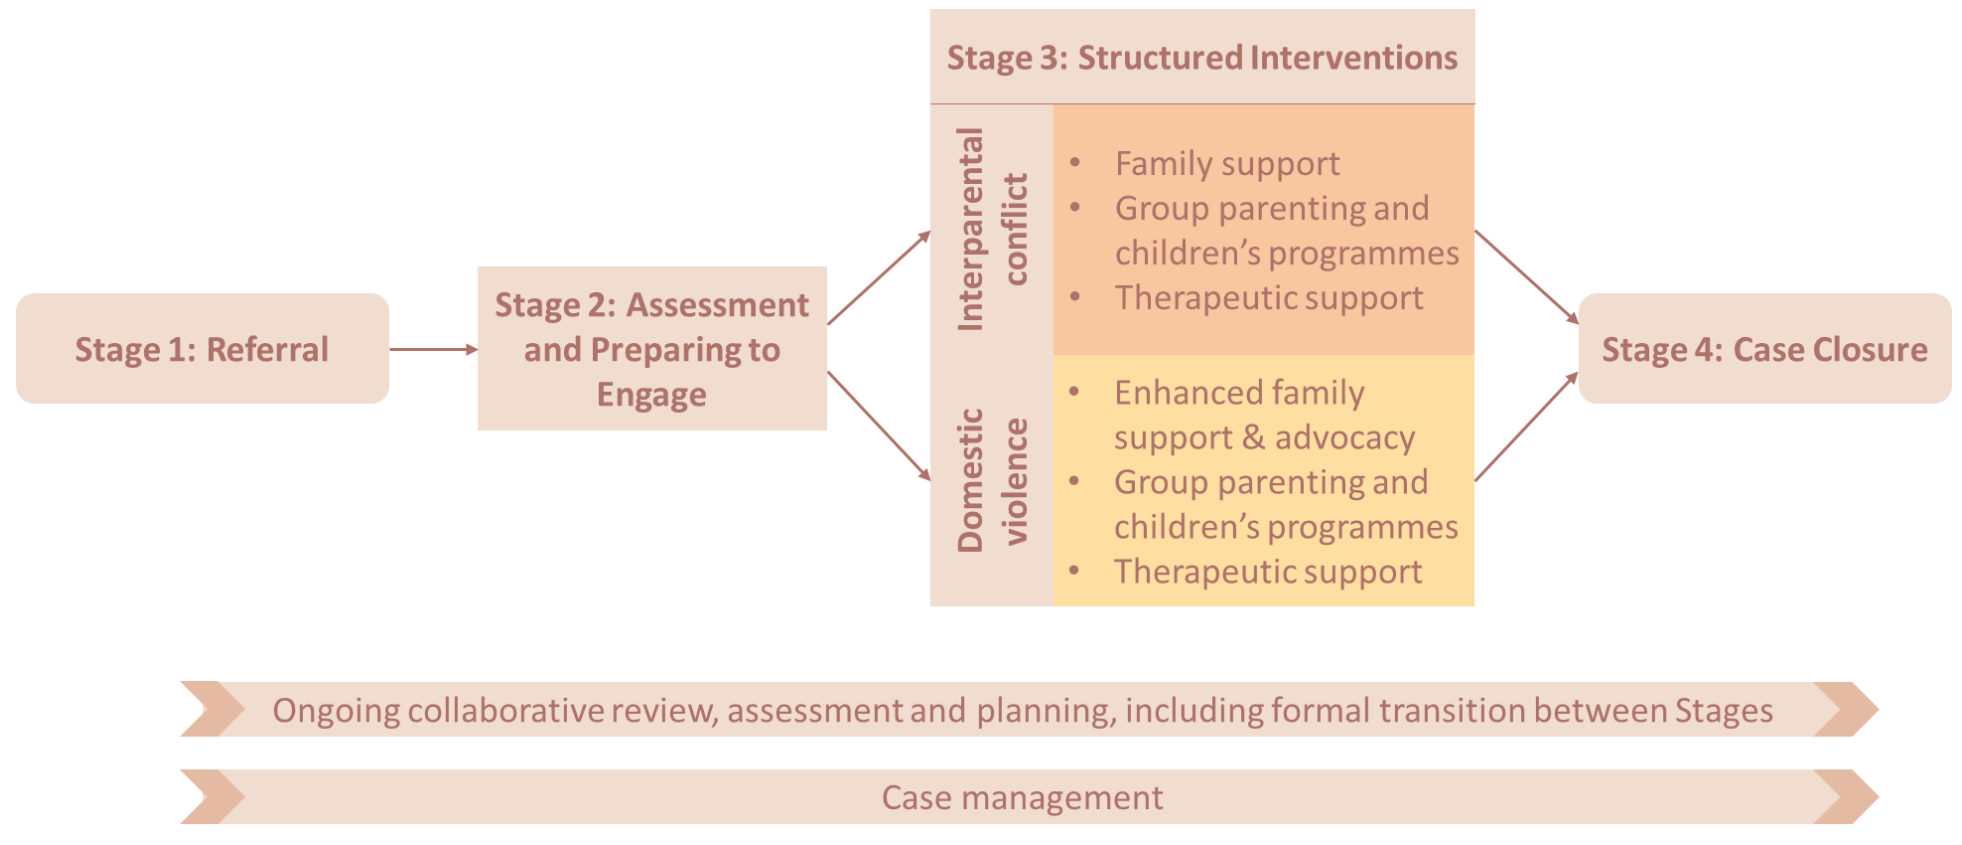 Stage 1: Referral
Stage 2: Assessment
and Preparing to
Engage
Stage 3: Structured Interventions
Interparental
conflict
• Family support
• Group parenting and
children’s programmes
• Therapeutic support
Domestic
violence
• Enhanced family
support & advocacy
• Group parenting and
children’s programmes
• Therapeutic support
Stage 4: Case Closure
Ongoing collaborative review, assessment and planning, including formal transition between Stages
Case management